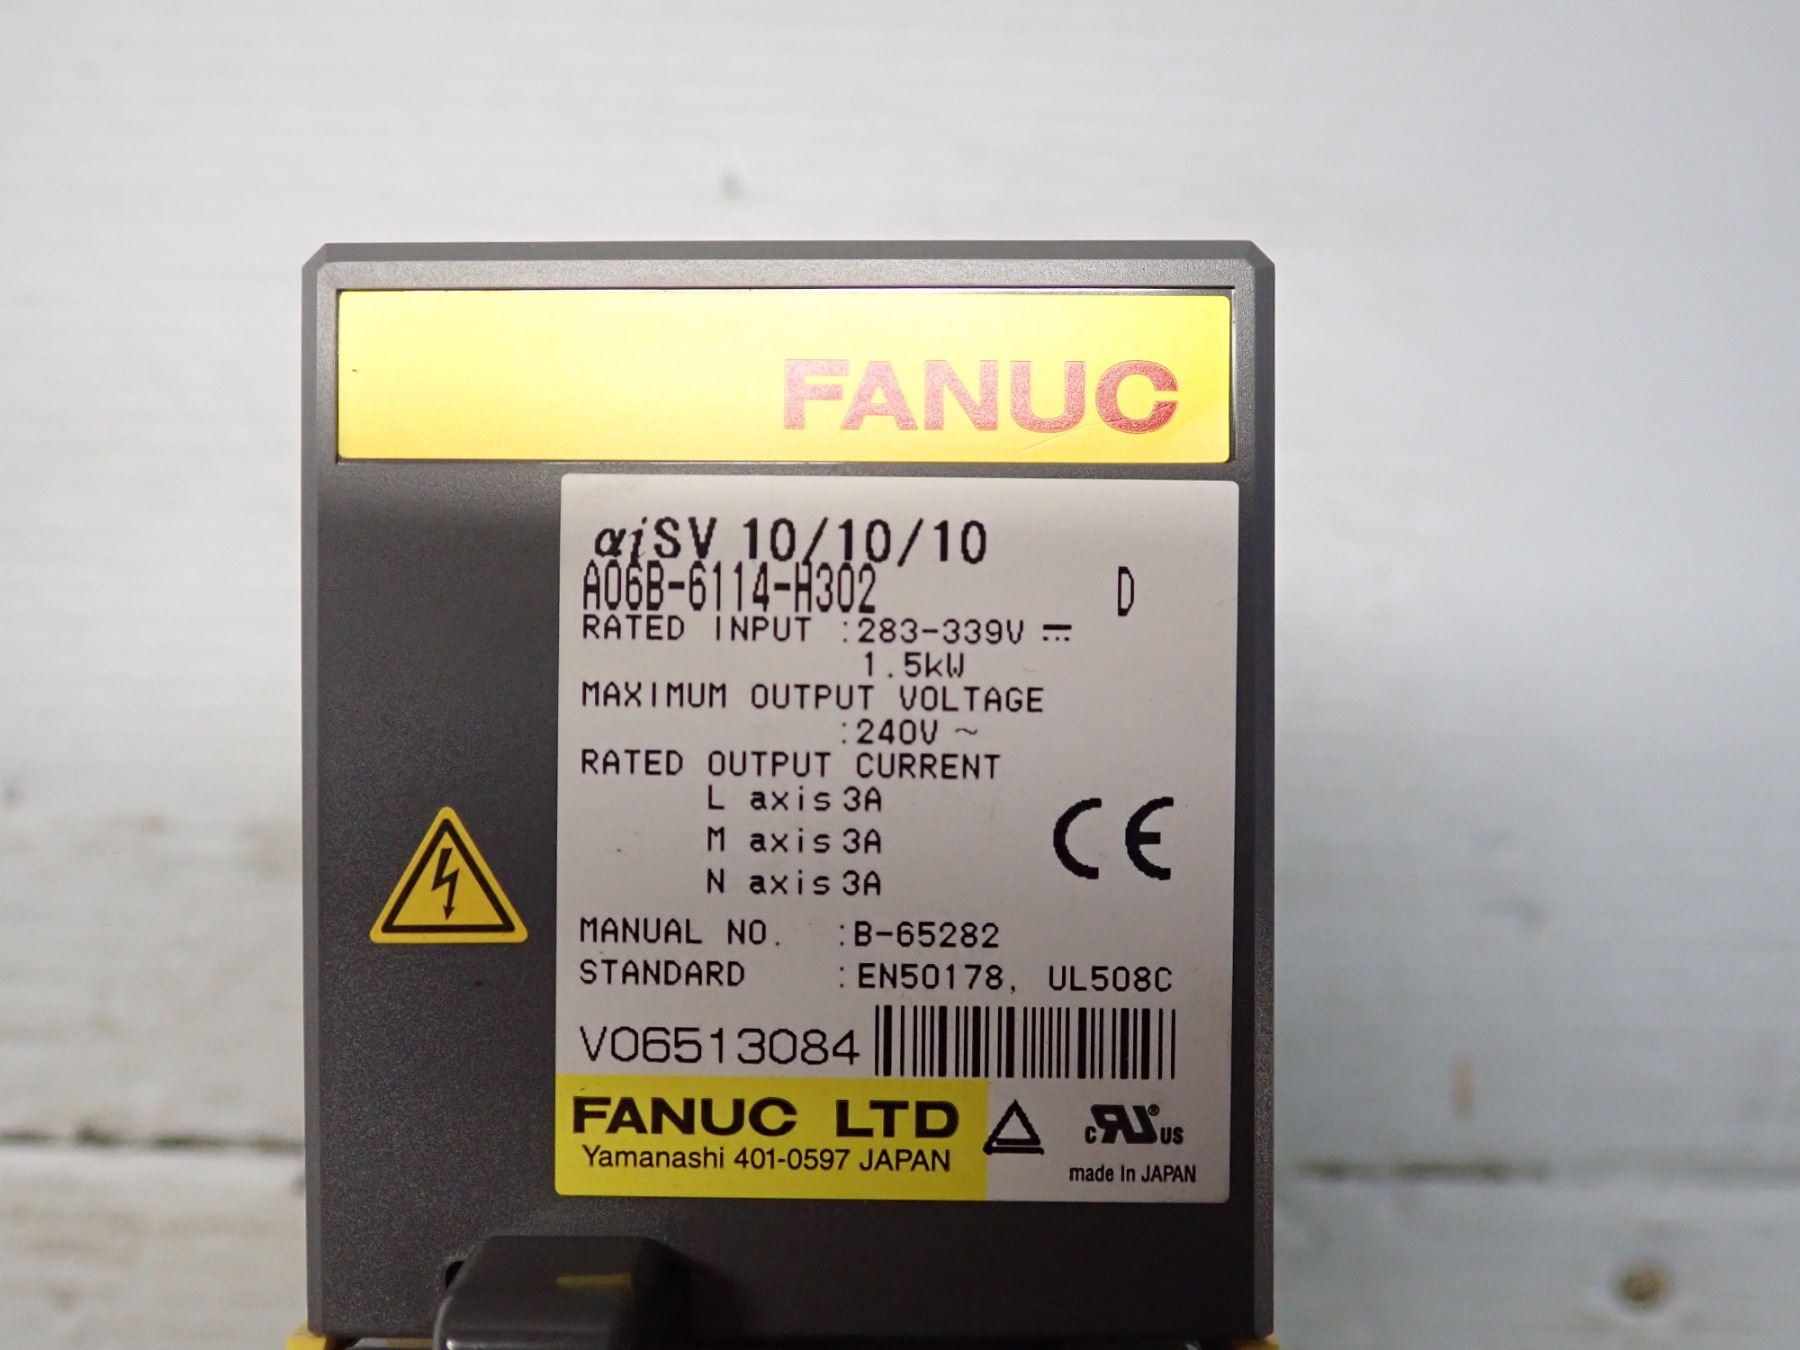 FANUC
αiSV 10/10/10
A06B-6114-H302 D
RATED INPUT :283-339V ⎓
1.5kW
MAXIMUM OUTPUT VOLTAGE
:240V ~
RATED OUTPUT CURRENT
L axis 3A
M axis 3A
N axis 3A
CE
MANUAL NO. :B-65282
STANDARD :EN50178, UL508C
V06513084
FANUC LTD
Yamanashi 401-0597 JAPAN
c RU® US
made In JAPAN